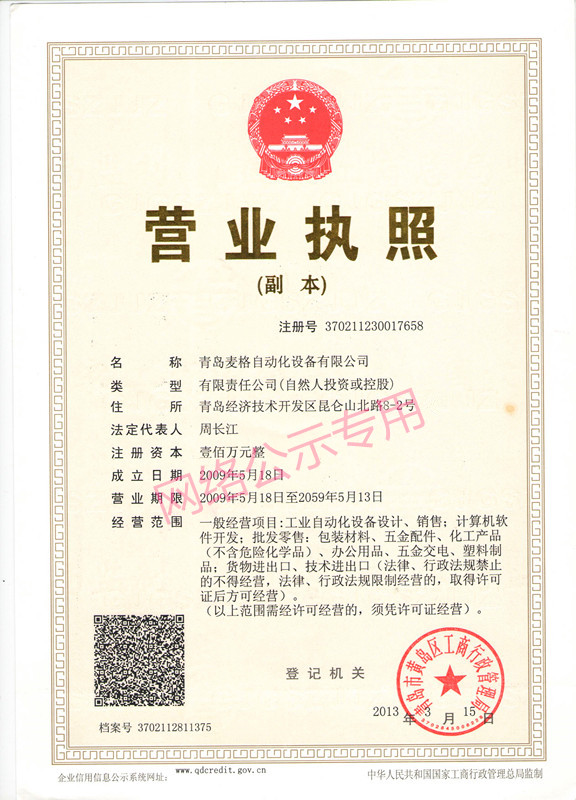 营业执照
(副 本)
注册号 370211230017658
名称 青岛麦格自动化设备有限公司
类型 有限责任公司(自然人投资或控股)
住所 青岛经济技术开发区昆仑山北路8-2号
法定代表人 周长江
注册资本 壹佰万元整
成立日期 2009年5月18日
营业期限 2009年5月18日至2059年5月13日
经营范围 一般经营项目:工业自动化设备设计、销售；计算机软
件开发；批发零售：包装材料、五金配件、化工产品
（不含危险化学品）、办公用品、五金交电、塑料制
品；货物进出口、技术进出口（法律、行政法规禁止
的不得经营，法律、行政法规限制经营的，取得许可
证后方可经营）。
（以上范围需经许可经营的，须凭许可证经营）。
网络公示专用
登记机关
青岛市黄岛区工商行政管理局
2013年3月15日
档案号 3702112811375
企业信用信息公示系统网址: www.qdcredit.gov.cn
中华人民共和国国家工商行政管理总局监制